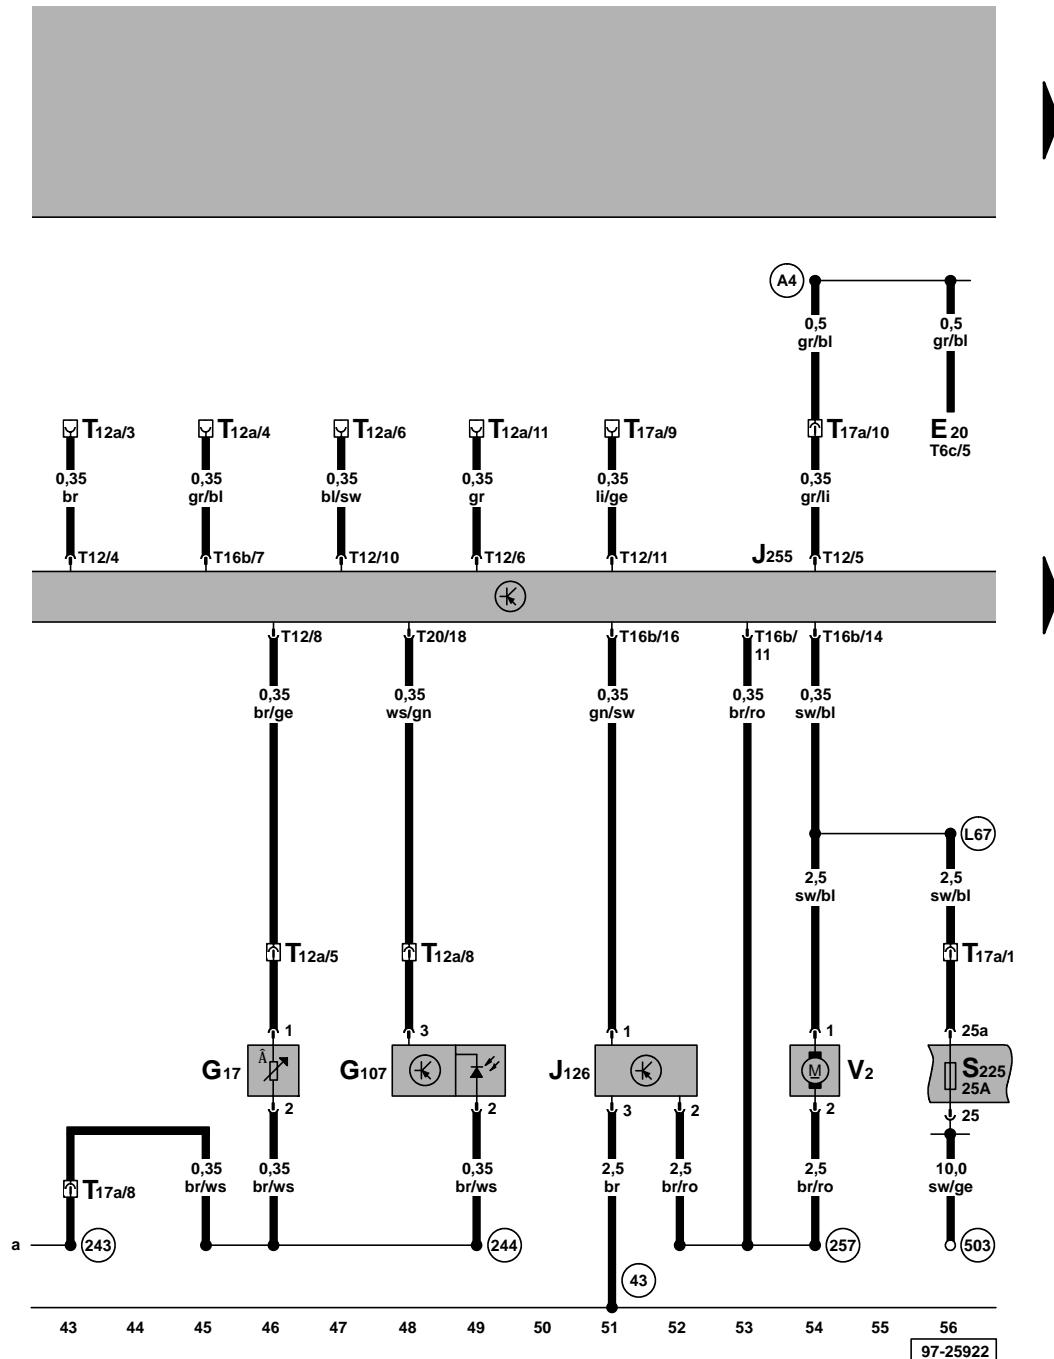 A4
0,5
gr/bl
0,5
gr/bl
T12a/3
T12a/4
T12a/6
T12a/11
T17a/9
T17a/10
E20
T6c/5
0,35
br
0,35
gr/bl
0,35
bl/sw
0,35
gr
0,35
li/ge
0,35
gr/li
T12/4
T16b/7
T12/10
T12/6
T12/11
J255
T12/5
T12/8
T20/18
T16b/16
T16b/
11
T16b/14
0,35
br/ge
0,35
ws/gn
0,35
gn/sw
0,35
br/ro
0,35
sw/bl
L67
2,5
sw/bl
2,5
sw/bl
T12a/5
T12a/8
T17a/1
1
3
1
1
25a
G17
Â
G107
J126
M
V2
S225
25A
2
2
3
2
2
25
T17a/8
0,35
br/ws
0,35
br/ws
0,35
br/ws
2,5
br
2,5
br/ro
2,5
br/ro
10,0
sw/ge
a
243
244
257
503
43
43 44 45 46 47 48 49 50 51 52 53 54 55 56
97-25922